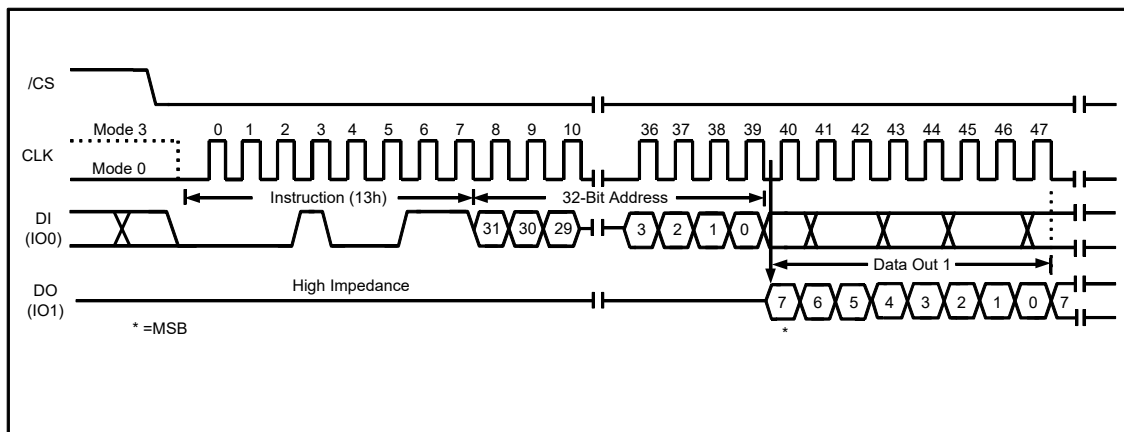 /CS
Mode 3
0 1 2 3 4 5 6 7 8 9 10 36 37 38 39 40 41 42 43 44 45 46 47
CLK
Mode 0
Instruction (13h) 32-Bit Address
DI
(IO0)
31 30 29 3 2 1 0
Data Out 1
High Impedance
DO
(IO1)
7 6 5 4 3 2 1 0 7
* =MSB *